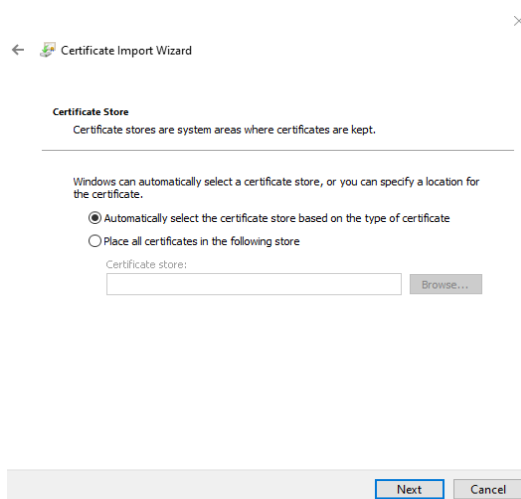 Certificate Import Wizard
Certificate Store
Certificate stores are system areas where certificates are kept.
Windows can automatically select a certificate store, or you can specify a location for
the certificate.
Automatically select the certificate store based on the type of certificate
Place all certificates in the following store
Certificate store:
Browse...
Next
Cancel